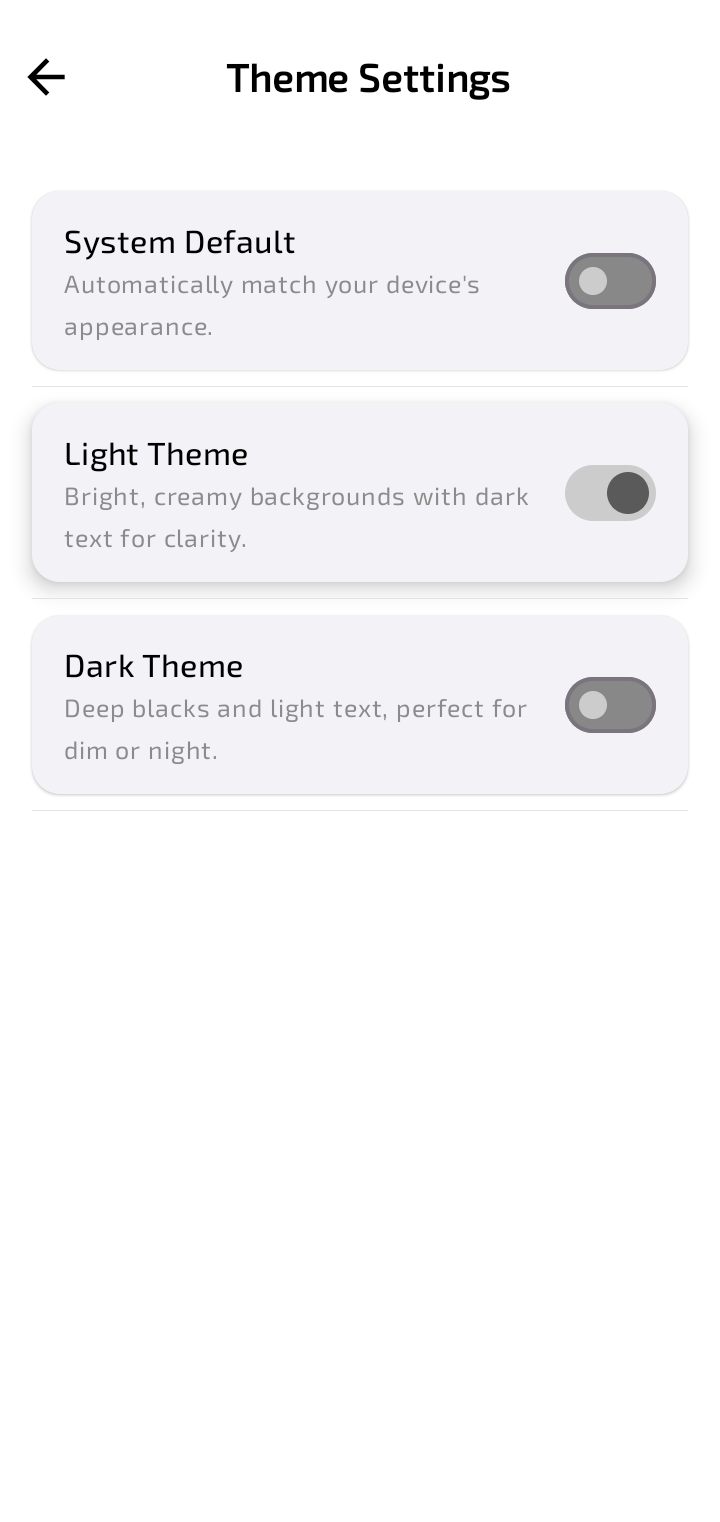 Theme Settings
System Default
Automatically match your device's
appearance.
Light Theme
Bright, creamy backgrounds with dark
text for clarity.
Dark Theme
Deep blacks and light text, perfect for
dim or night.